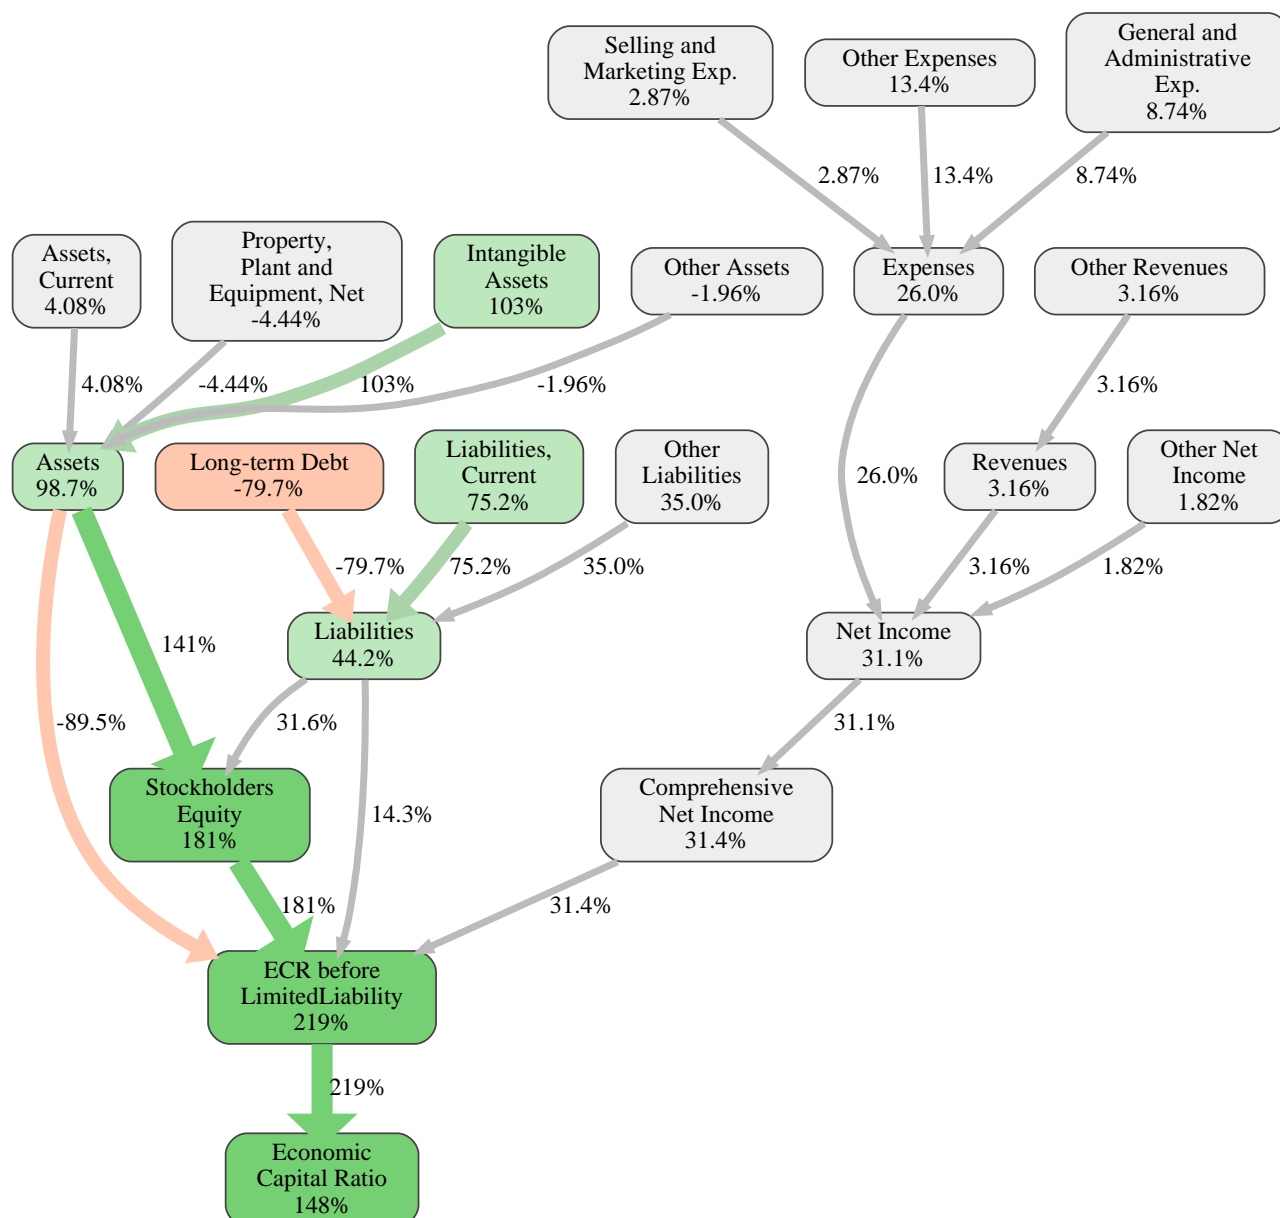 Selling and
Marketing Exp.
2.87%
Other Expenses
13.4%
General and
Administrative
Exp.
8.74%
2.87%
13.4%
8.74%
Assets,
Current
4.08%
Property,
Plant and
Equipment, Net
-4.44%
Intangible
Assets
103%
Other Assets
-1.96%
Expenses
26.0%
Other Revenues
3.16%
4.08%
-4.44%
103%
-1.96%
3.16%
Assets
98.7%
Long-term Debt
-79.7%
Liabilities,
Current
75.2%
Other
Liabilities
35.0%
26.0%
Revenues
3.16%
Other Net
Income
1.82%
-79.7%
75.2%
35.0%
3.16%
1.82%
141%
Liabilities
44.2%
Net Income
31.1%
-89.5%
31.6%
31.1%
Stockholders
Equity
181%
14.3%
Comprehensive
Net Income
31.4%
181%
31.4%
ECR before
LimitedLiability
219%
219%
Economic
Capital Ratio
148%